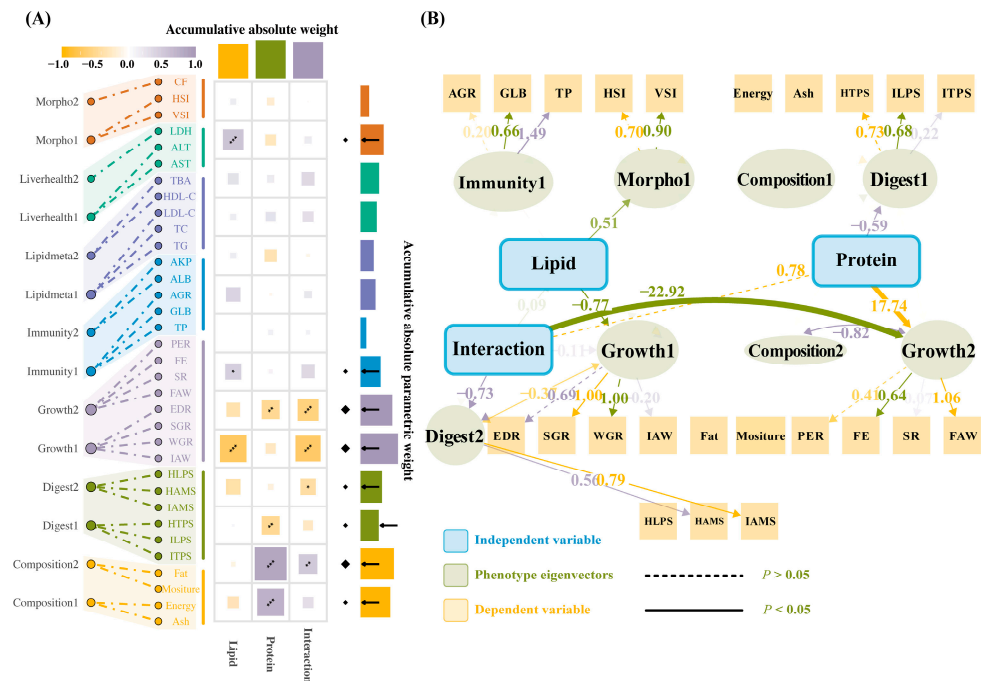 (A)
Accumulative absolute weight
−1.0
−0.5
0.0
0.5
1.0
Morpho2
Morpho1
Liverhealth2
Liverhealth1
Lipidmeta2
Lipidmeta1
Immunity2
Immunity1
Growth2
Growth1
Digest2
Digest1
Composition2
Composition1
CF
HSI
VSI
LDH
ALT
AST
TBA
HDL-C
LDL-C
TC
TG
AKP
ALB
AGR
GLB
TP
PER
FE
SR
FAW
EDR
SGR
WGR
IAW
HLPS
HAMS
IAMS
HTPS
ILPS
ITPS
Fat
Mositure
Energy
Ash
Lipid
Protein
Interaction
Accumulative absolute parametric weight
(B)
AGR GLB TP HSI VSI Energy Ash HTPS ILPS ITPS
0.20 0.66 1.49 0.70 0.90 0.73 0.68 0.22
Immunity1 Morpho1 Composition1 Digest1
0.51 −0.59
Lipid Protein
0.78
−22.92
17.74
0.09 −0.77
−0.82
Interaction −0.11 Growth1 Composition2 Growth2
−0.73 −0.37 0.69 1.00 1.00 −0.20 0.41 0.64 0.07 1.06
Digest2 EDR SGR WGR IAW Fat Mositure PER FE SR FAW
0.56 0.79
HLPS HAMS IAMS
Independent variable
Phenotype eigenvectors P > 0.05
Dependent variable P < 0.05